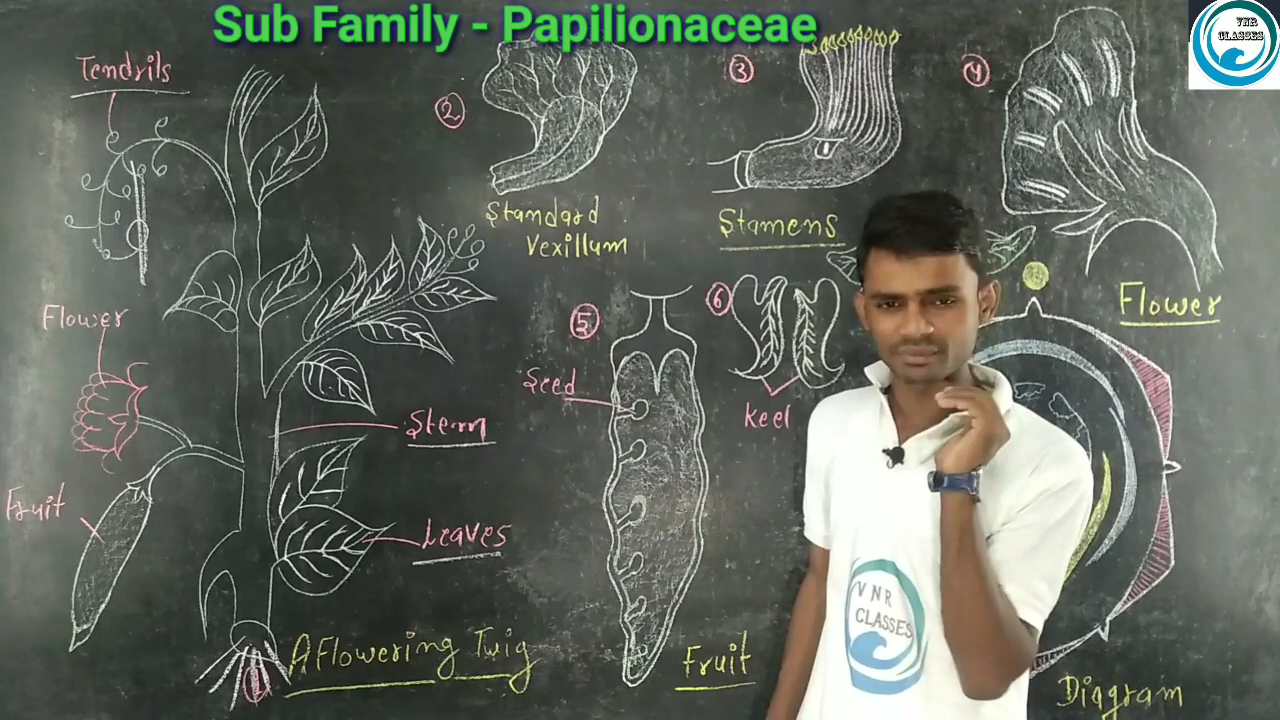 Sub Family - Papilionaceae
VNR
CLASSES
Tendrils
2
Standard
Vexillum
3
Stamens
4
Flower
Flower
5
Seed
6
Keel
Stem
Fruit
Leaves
1
A Flowering Twig
Fruit
VNR
CLASSES
Diagram